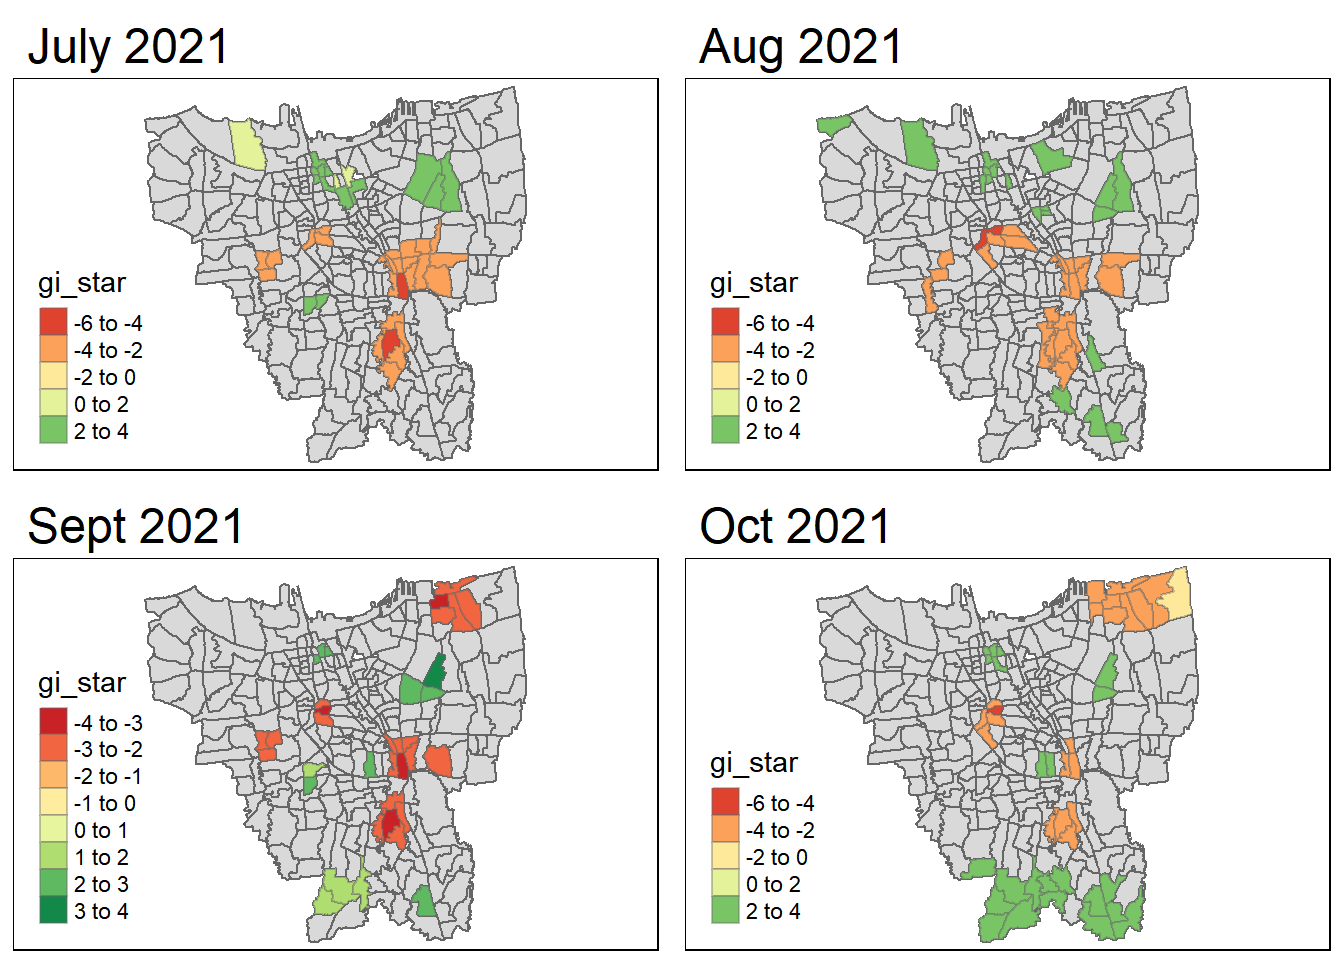 July 2021
gi_star
-6 to -4
-4 to -2
-2 to 0
0 to 2
2 to 4
Aug 2021
gi_star
-6 to -4
-4 to -2
-2 to 0
0 to 2
2 to 4
Sept 2021
gi_star
-4 to -3
-3 to -2
-2 to -1
-1 to 0
0 to 1
1 to 2
2 to 3
3 to 4
Oct 2021
gi_star
-6 to -4
-4 to -2
-2 to 0
0 to 2
2 to 4